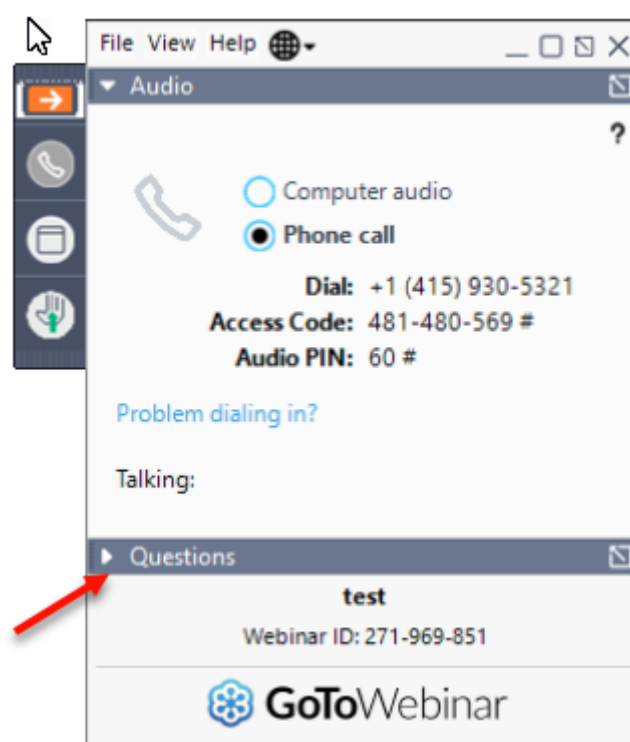 File View Help
Audio
?
Computer audio
Phone call
Dial: +1 (415) 930-5321
Access Code: 481-480-569 #
Audio PIN: 60 #
Problem dialing in?
Talking:
Questions
test
Webinar ID: 271-969-851
GoToWebinar